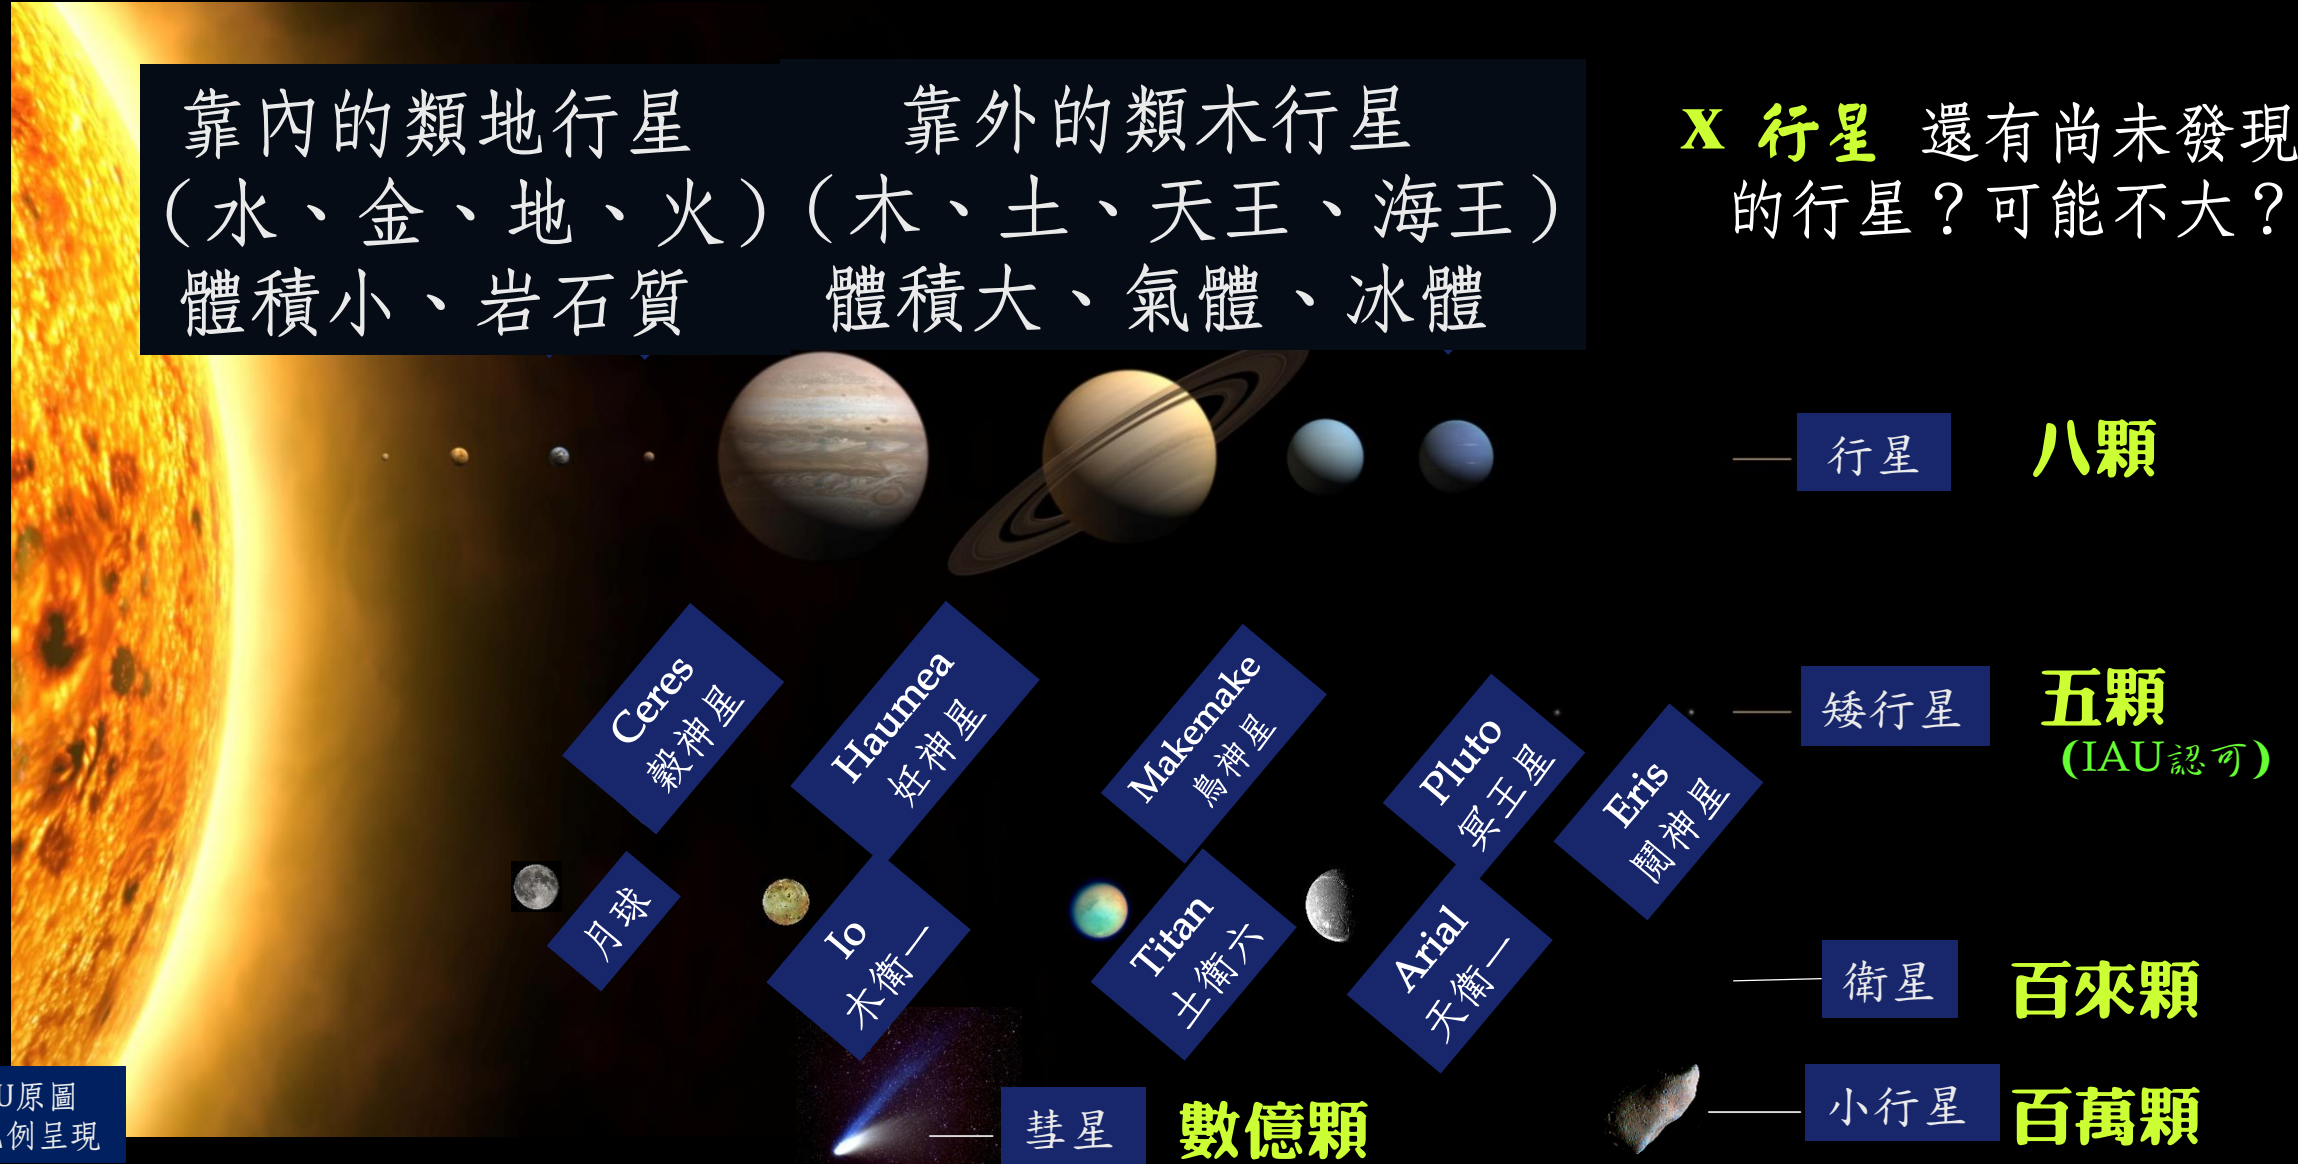 靠內的類地行星
(水、金、地、火)
體積小、岩石質
靠外的類木行星
(木、土、天王、海王)
體積大、氣體、冰體
X 行星 還有尚未發現
的行星？可能不大？
行星 八顆
Ceres
穀神星
Haumea
妊神星
Makemake
鳥神星
Pluto
冥王星
Eris
鬩神星
矮行星 五顆
(IAU認可)
月球
Io
木衛一
Titan
土衛六
Arial
天衛一
衛星 百來顆
小行星 百萬顆
彗星 數億顆
U原圖
例呈現